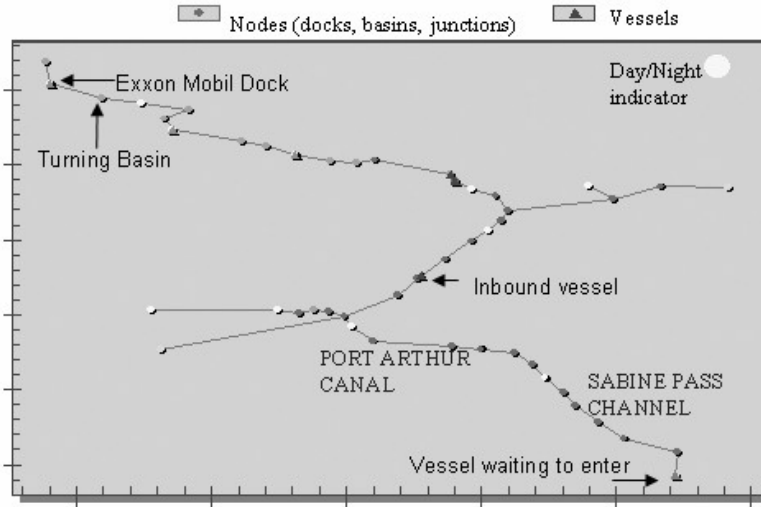 Nodes (docks, basins, junctions)
Vessels
Exxon Mobil Dock
Day/Night
indicator
Turning Basin
Inbound vessel
PORT ARTHUR
CANAL
SABINE PASS
CHANNEL
Vessel waiting to enter